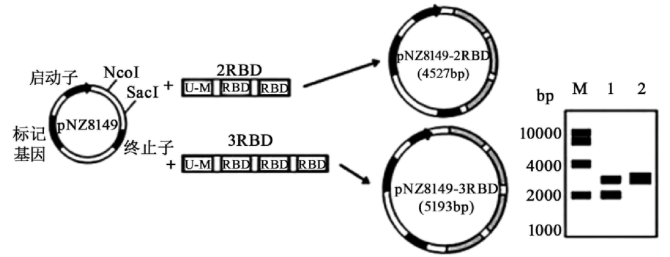 启动子
NcoI
SacI
pNZ8149
标记
基因
终止子
+
2RBD
U-M RBD RBD
+
3RBD
U-M RBD RBD RBD
pNZ8149-2RBD
(4527bp)
pNZ8149-3RBD
(5193bp)
bp M 1 2
10000
4000
2000
1000